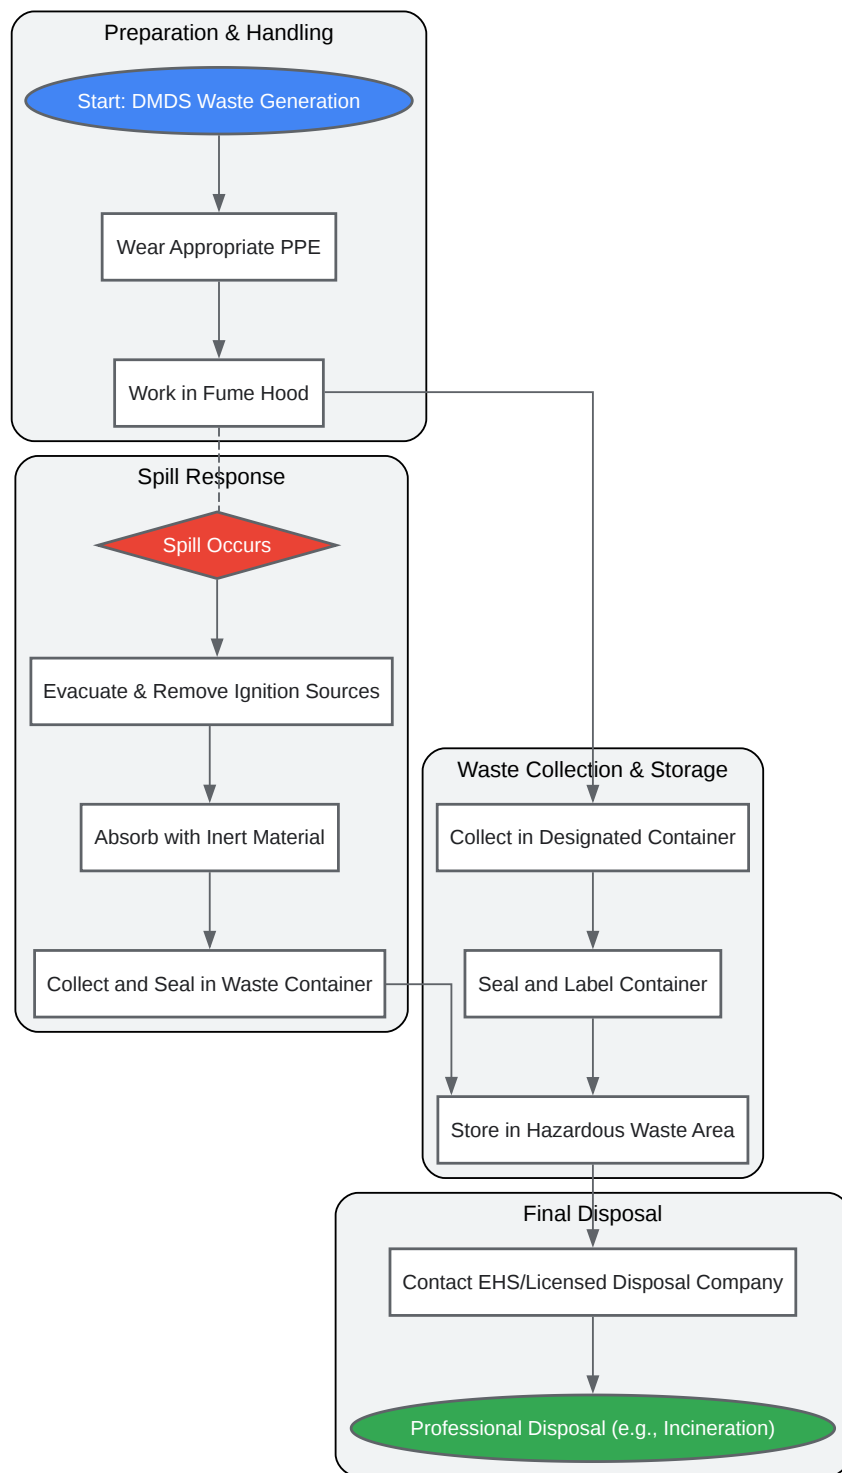 Preparation & Handling
Start: DMDS Waste Generation
Wear Appropriate PPE
Work in Fume Hood
Spill Response
Spill Occurs
Evacuate & Remove Ignition Sources
Absorb with Inert Material
Collect and Seal in Waste Container
Waste Collection & Storage
Collect in Designated Container
Seal and Label Container
Store in Hazardous Waste Area
Final Disposal
Contact EHS/Licensed Disposal Company
Professional Disposal (e.g., Incineration)